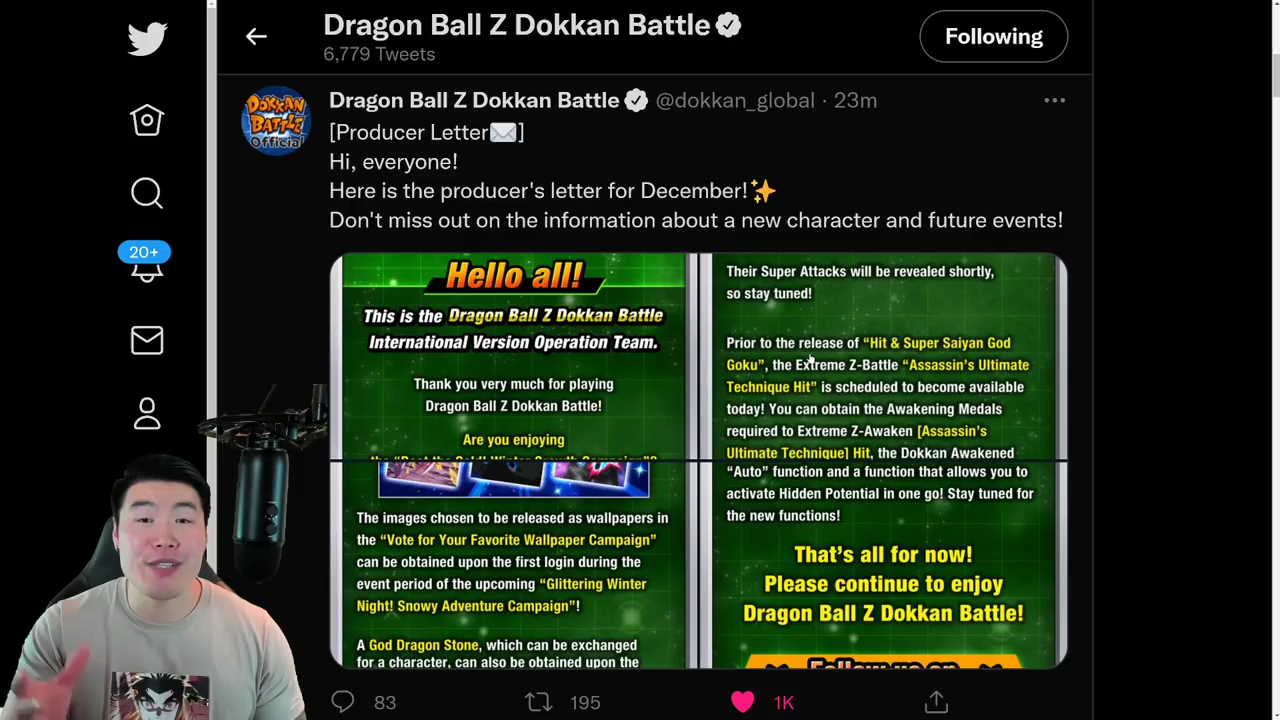 Dragon Ball Z Dokkan Battle
6,779 Tweets
Following
20+
DOKKAN
BATTLE
Official
Dragon Ball Z Dokkan Battle @dokkan_global · 23m
[Producer Letter✉️]
Hi, everyone!
Here is the producer's letter for December!✨
Don't miss out on the information about a new character and future events!
Hello all!
This is the Dragon Ball Z Dokkan Battle
International Version Operation Team.
Thank you very much for playing
Dragon Ball Z Dokkan Battle!
Are you enjoying
Their Super Attacks will be revealed shortly,
so stay tuned!
Prior to the release of “Hit & Super Saiyan God
Goku”, the Extreme Z-Battle “Assassin's Ultimate
Technique Hit” is scheduled to become available
today! You can obtain the Awakening Medals
required to Extreme Z-Awaken [Assassin's
Ultimate Technique] Hit, the Dokkan Awakened
The images chosen to be released as wallpapers in
the “Vote for Your Favorite Wallpaper Campaign”
can be obtained upon the first login during the
event period of the upcoming “Glittering Winter
Night! Snowy Adventure Campaign”!
A God Dragon Stone, which can be exchanged
for a character, can also be obtained upon the
“Auto” function and a function that allows you to
activate Hidden Potential in one go! Stay tuned for
the new functions!
That's all for now!
Please continue to enjoy
Dragon Ball Z Dokkan Battle!
Follow us on
83
195
1K